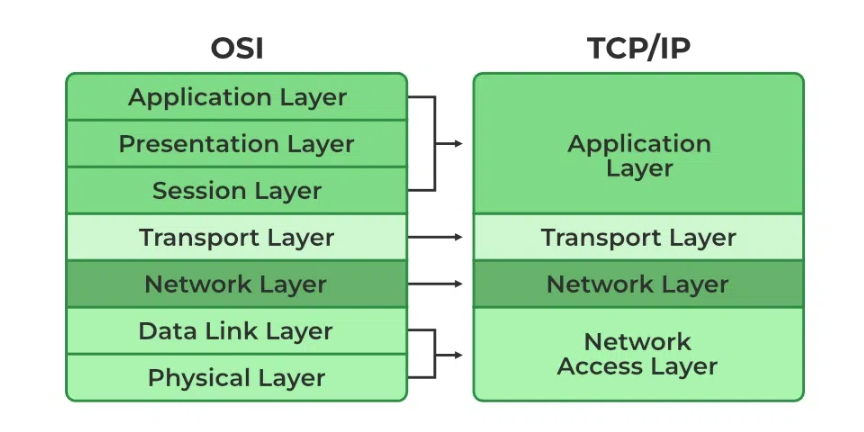 OSI
Application Layer
Presentation Layer
Session Layer
Transport Layer
Network Layer
Data Link Layer
Physical Layer
TCP/IP
Application
Layer
Transport Layer
Network Layer
Network
Access Layer